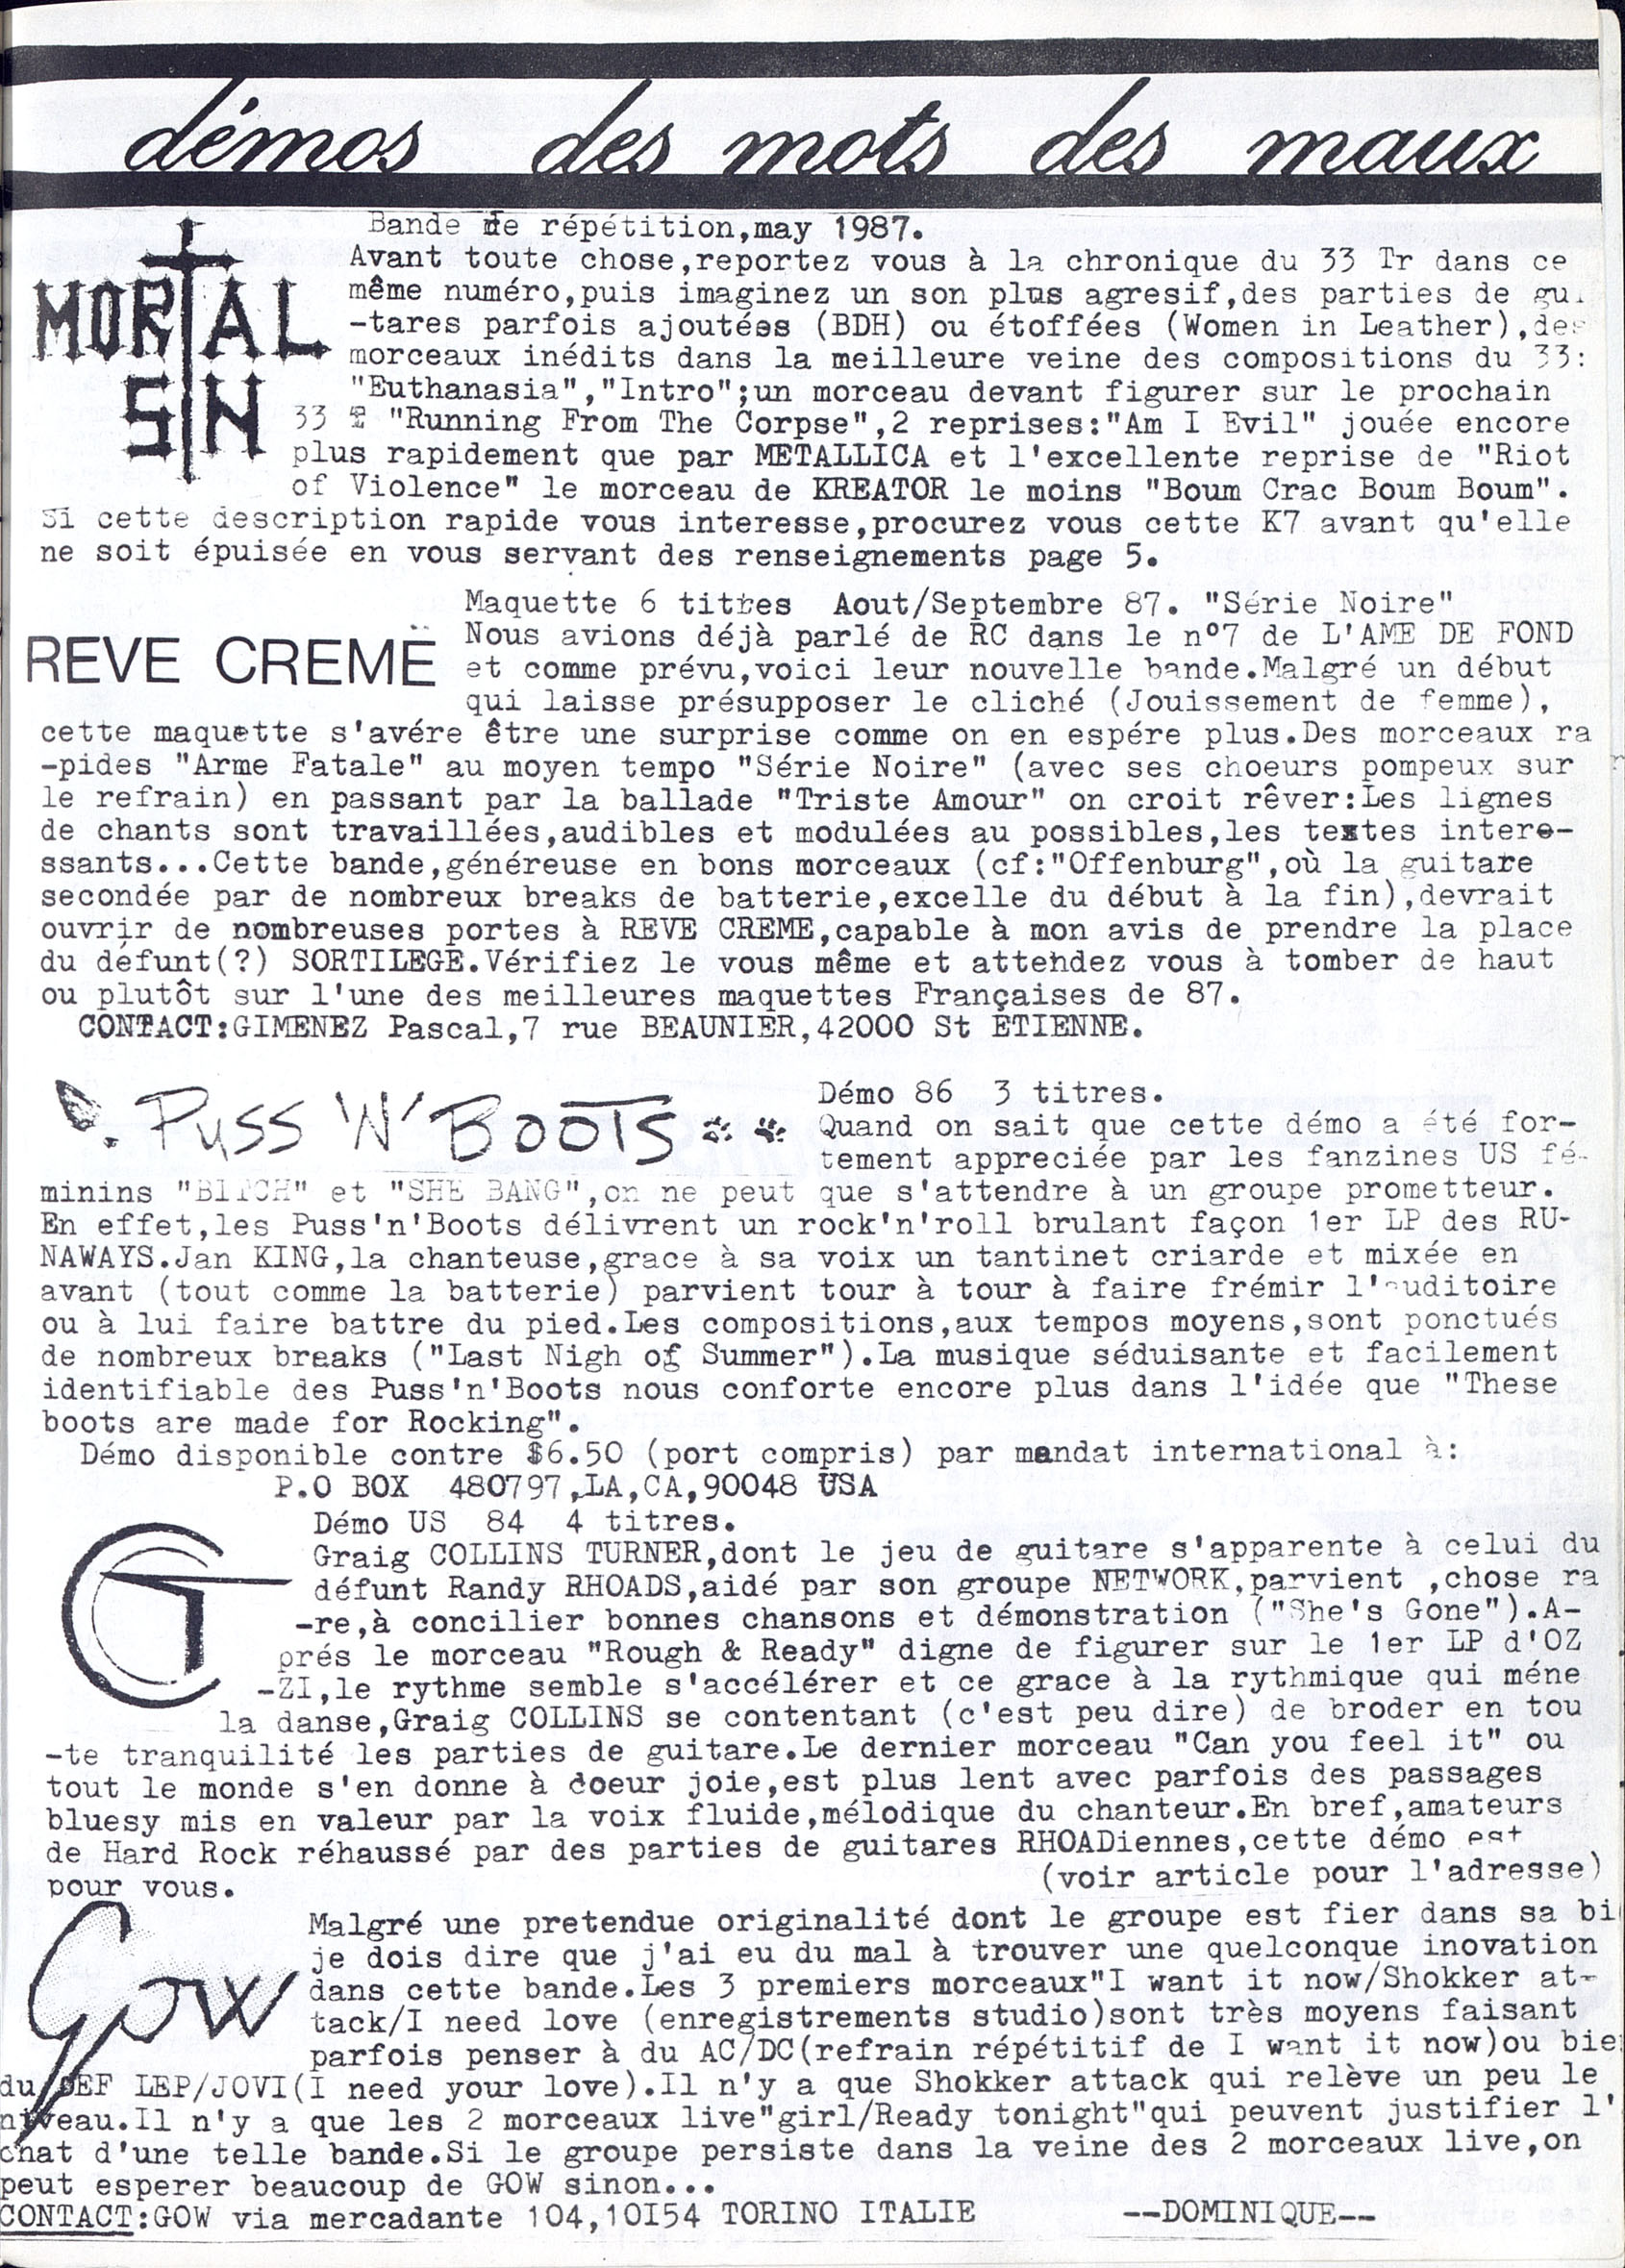 démos des mots des maux
MORTAL
SIN
Bande de répétition,may 1987.
Avant toute chose,reportez vous à la chronique du 33 Tr dans ce
même numéro,puis imaginez un son plus agresif,des parties de gui
-tares parfois ajoutées (BDH) ou étoffées (Women in Leather),des
morceaux inédits dans la meilleure veine des compositions du 33:
"Euthanasia","Intro";un morceau devant figurer sur le prochain
33 T "Running From The Corpse",2 reprises:"Am I Evil" jouée encore
plus rapidement que par METALLICA et l'excellente reprise de "Riot
of Violence" le morceau de KREATOR le moins "Boum Crac Boum Boum".
Si cette description rapide vous interesse,procurez vous cette K7 avant qu'elle
ne soit épuisée en vous servant des renseignements page 5.
REVE CREME
Maquette 6 titres Aout/Septembre 87. "Série Noire"
Nous avions déjà parlé de RC dans le n°7 de L'AME DE FOND
et comme prévu,voici leur nouvelle bande.Malgré un début
qui laisse présupposer le cliché (Jouissement de femme),
cette maquette s'avére être une surprise comme on en espére plus.Des morceaux ra
-pides "Arme Fatale" au moyen tempo "Série Noire" (avec ses choeurs pompeux sur
le refrain) en passant par la ballade "Triste Amour" on croit rêver:Les lignes
de chants sont travaillées,audibles et modulées au possibles,les textes intere-
ssants...Cette bande,généreuse en bons morceaux (cf:"Offenburg",où la guitare
secondée par de nombreux breaks de batterie,excelle du début à la fin),devrait
ouvrir de nombreuses portes à REVE CREME,capable à mon avis de prendre la place
du défunt(?) SORTILEGE.Vérifiez le vous même et attendez vous à tomber de haut
ou plutôt sur l'une des meilleures maquettes Françaises de 87.
CONTACT:GIMENEZ Pascal,7 rue BEAUNIER,42000 St ETIENNE.
Puss 'N' Boots
Démo 86 3 titres.
Quand on sait que cette démo a été for-
tement appreciée par les fanzines US fé-
minins "BITCH" et "SHE BANG",on ne peut que s'attendre à un groupe prometteur.
En effet,les Puss'n'Boots délivrent un rock'n'roll brulant façon 1er LP des RU-
NAWAYS.Jan KING,la chanteuse,grace à sa voix un tantinet criarde et mixée en
avant (tout comme la batterie) parvient tour à tour à faire frémir l'auditoire
ou à lui faire battre du pied.Les compositions,aux tempos moyens,sont ponctués
de nombreux breaks ("Last Nigh of Summer").La musique séduisante et facilement
identifiable des Puss'n'Boots nous conforte encore plus dans l'idée que "These
boots are made for Rocking".
Démo disponible contre $6.50 (port compris) par mandat international à:
P.O BOX 480797,LA,CA,90048 USA
Démo US 84 4 titres.
Graig COLLINS TURNER,dont le jeu de guitare s'apparente à celui du
défunt Randy RHOADS,aidé par son groupe NETWORK,parvient ,chose ra
-re,à concilier bonnes chansons et démonstration ("She's Gone").A-
prés le morceau "Rough & Ready" digne de figurer sur le 1er LP d'OZ
-ZI,le rythme semble s'accélérer et ce grace à la rythmique qui méne
la danse,Graig COLLINS se contentant (c'est peu dire) de broder en tou
-te tranquilité les parties de guitare.Le dernier morceau "Can you feel it" ou
tout le monde s'en donne à coeur joie,est plus lent avec parfois des passages
bluesy mis en valeur par la voix fluide,mélodique du chanteur.En bref,amateurs
de Hard Rock réhaussé par des parties de guitares RHOADiennes,cette démo est
pour vous. (voir article pour l'adresse)
Gow
Malgré une pretendue originalité dont le groupe est fier dans sa bi
je dois dire que j'ai eu du mal à trouver une quelconque inovation
dans cette bande.Les 3 premiers morceaux"I want it now/Shokker at-
tack/I need love (enregistrements studio)sont très moyens faisant
parfois penser à du AC/DC(refrain répétitif de I want it now)ou bie
du DEF LEP/JOVI(I need your love).Il n'y a que Shokker attack qui relève un peu le
niveau.Il n'y a que les 2 morceaux live"girl/Ready tonight"qui peuvent justifier l'
chat d'une telle bande.Si le groupe persiste dans la veine des 2 morceaux live,on
peut esperer beaucoup de GOW sinon...
CONTACT:GOW via mercadante 104,10I54 TORINO ITALIE --DOMINIQUE--